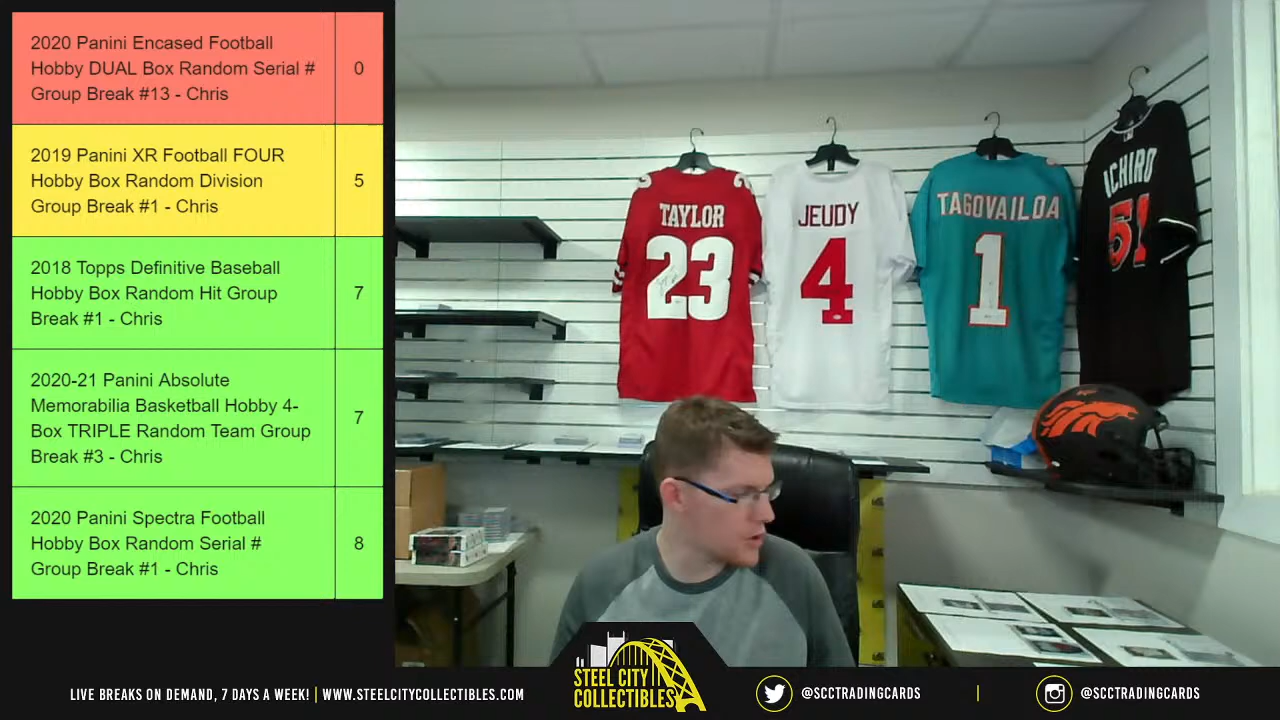 2020 Panini Encased Football
Hobby DUAL Box Random Serial #
Group Break #13 - Chris
0
2019 Panini XR Football FOUR
Hobby Box Random Division
Group Break #1 - Chris
5
2018 Topps Definitive Baseball
Hobby Box Random Hit Group
Break #1 - Chris
7
2020-21 Panini Absolute
Memorabilia Basketball Hobby 4-
Box TRIPLE Random Team Group
Break #3 - Chris
7
2020 Panini Spectra Football
Hobby Box Random Serial #
Group Break #1 - Chris
8
TAYLOR
23
JEUDY
4
TAGOVAILOA
1
ICHIRO
51
LIVE BREAKS ON DEMAND, 7 DAYS A WEEK! | WWW.STEELCITYCOLLECTIBLES.COM
STEEL CITY
COLLECTIBLES
@SCCTRADINGCARDS
|
@SCCTRADINGCARDS